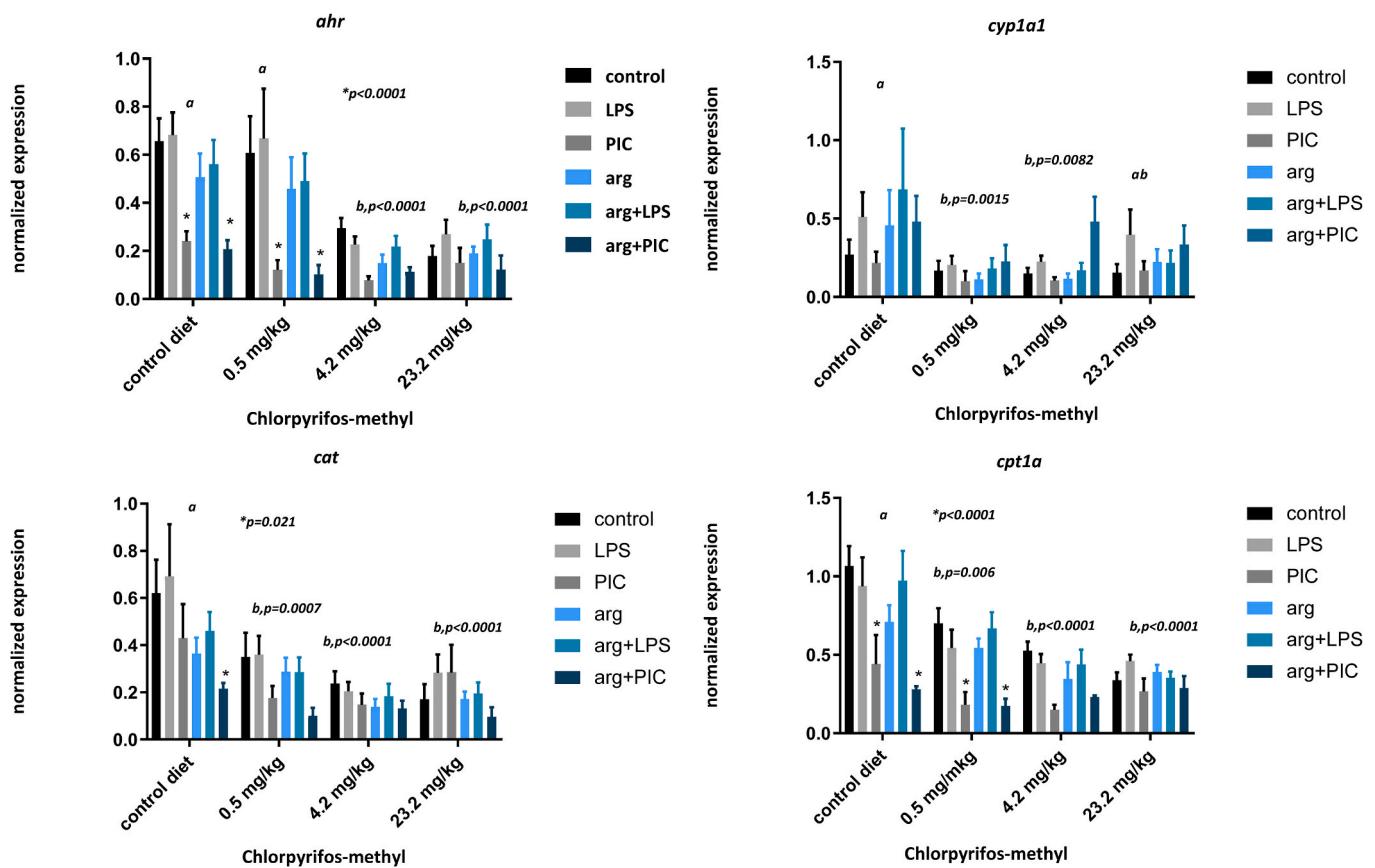 ahr
normalized expression
1.0
0.8
0.6
0.4
0.2
0.0
a
a
*p<0.0001
*
*
*
*
b,p<0.0001
b,p<0.0001
control diet
0.5 mg/kg
4.2 mg/kg
23.2 mg/kg
Chlorpyrifos-methyl
control
LPS
PIC
arg
arg+LPS
arg+PIC
cyp1a1
normalized expression
1.5
1.0
0.5
0.0
a
b,p=0.0015
b,p=0.0082
ab
control diet
0.5 mg/kg
4.2 mg/kg
23.2 mg/kg
Chlorpyrifos-methyl
control
LPS
PIC
arg
arg+LPS
arg+PIC
cat
normalized expression
1.0
0.8
0.6
0.4
0.2
0.0
a
*p=0.021
*
b,p=0.0007
b,p<0.0001
b,p<0.0001
control diet
0.5 mg/kg
4.2 mg/kg
23.2 mg/kg
Chlorpyrifos-methyl
control
LPS
PIC
arg
arg+LPS
arg+PIC
cpt1a
normalized expression
1.5
1.0
0.5
0.0
a
*p<0.0001
b,p=0.006
*
*
*
*
b,p<0.0001
b,p<0.0001
control diet
0.5 mg/mkg
4.2 mg/kg
23.2 mg/kg
Chlorpyrifos-methyl
control
LPS
PIC
arg
arg+LPS
arg+PIC